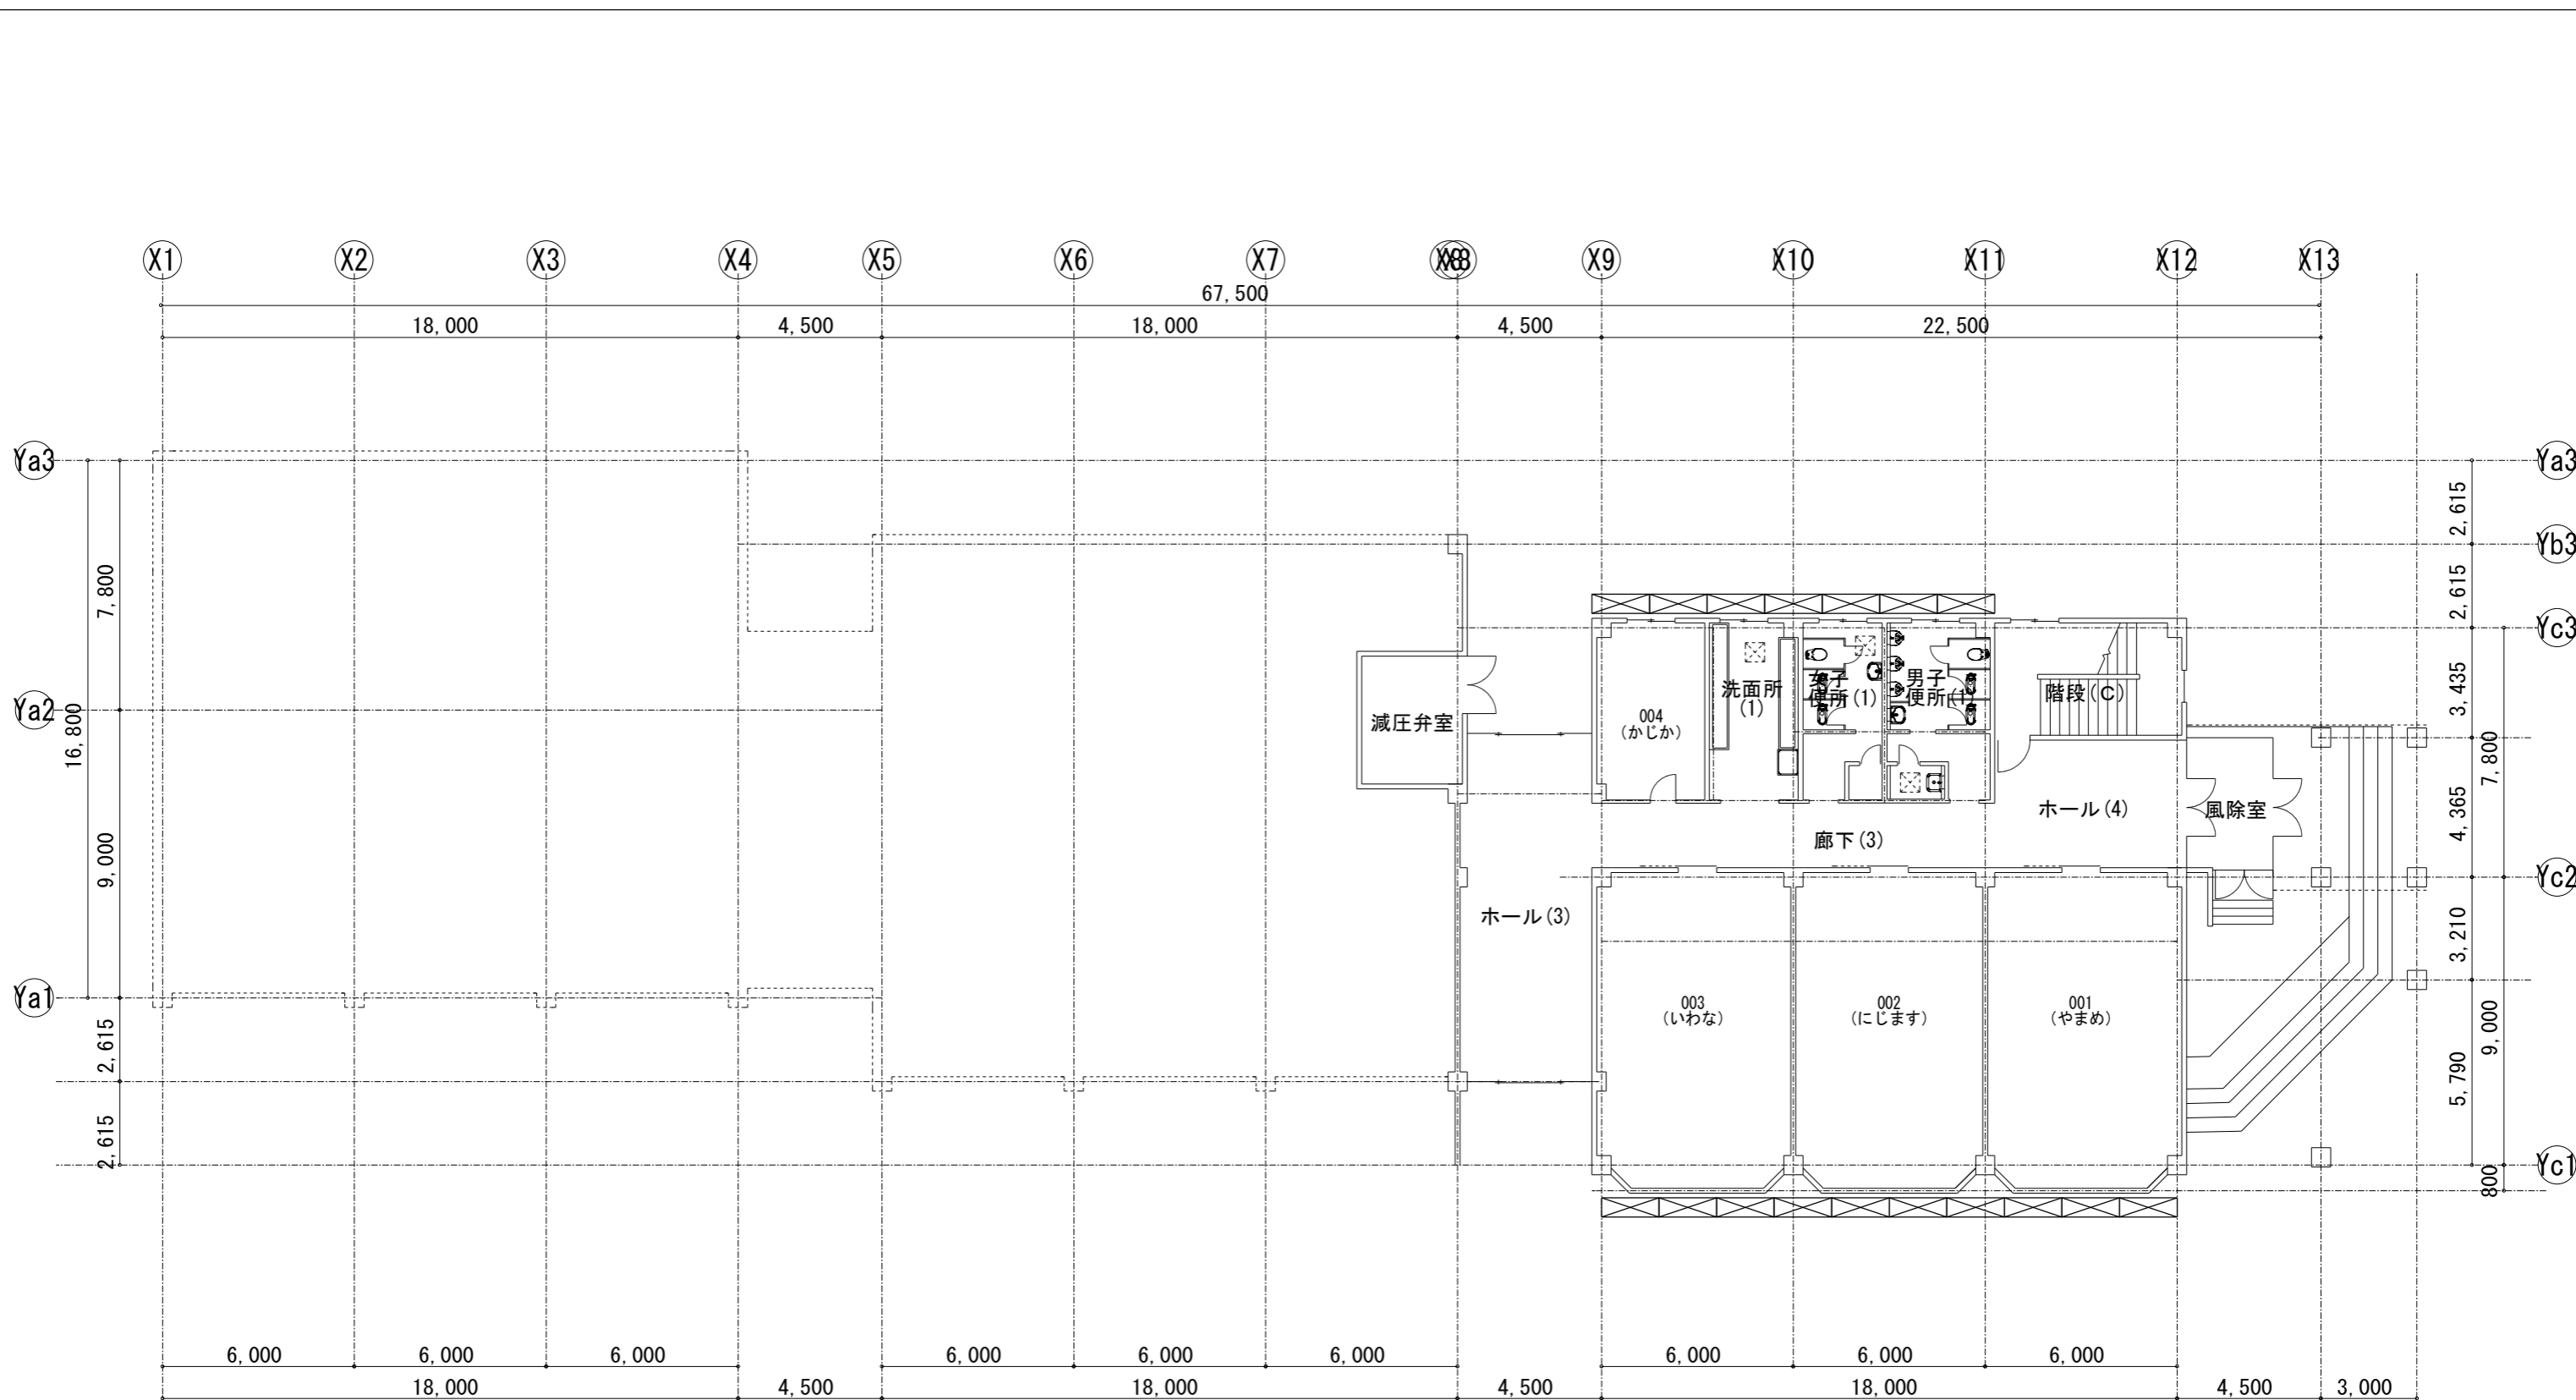 X1 X2 X3 X4 X5 X6 X7 X8 X8 X9 X10 X11 X12 X13
67,500
18,000 4,500 18,000 4,500 22,500
Ya3 Ya3
2,615
Yb3 Yb3
7,800 2,615
Yc3
3,435
Ya2
16,800
女子 男子
洗面所 便所(1) 便所(1) 階段(C)
(1)
004
(かじか)
減圧弁室
7,800
ホール(4) 風除室
4,365
廊下(3)
9,000
Yc2
ホール(3)
3,210
Ya1
003 002 001
(いわな) (にじます) (やまめ)
9,000
2,615
5,790
2,615
Yc1
800
6,000 6,000 6,000 6,000 6,000 6,000 6,000 6,000 6,000
18,000 4,500 18,000 4,500 18,000 4,500 3,000